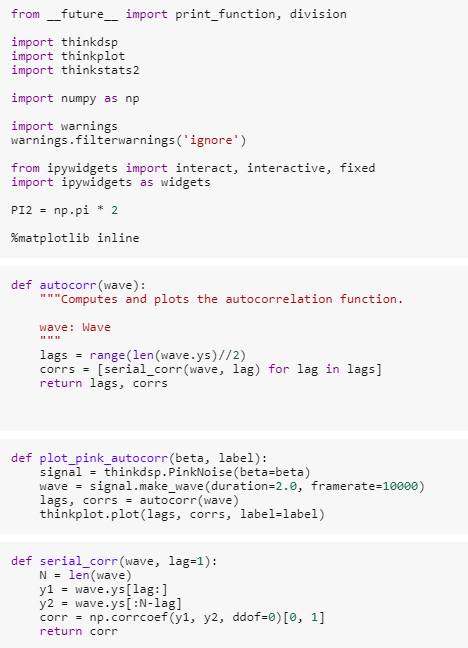 from __future__ import print_function, division
import thinkdsp
import thinkplot
import thinkstats2
import numpy as np
import warnings
warnings.filterwarnings('ignore')
from ipywidgets import interact, interactive, fixed
import ipywidgets as widgets
PI2 = np.pi * 2
%matplotlib inline
def autocorr(wave):
    """Computes and plots the autocorrelation function.
    wave: Wave
    """
    lags = range(len(wave.ys)//2)
    corrs = [serial_corr(wave, lag) for lag in lags]
    return lags, corrs
def plot_pink_autocorr(beta, label):
    signal = thinkdsp.PinkNoise(beta=beta)
    wave = signal.make_wave(duration=2.0, framerate=10000)
    lags, corrs = autocorr(wave)
    thinkplot.plot(lags, corrs, label=label)
def serial_corr(wave, lag=1):
    N = len(wave)
    y1 = wave.ys[lag:]
    y2 = wave.ys[:N-lag]
    corr = np.corrcoef(y1, y2, ddof=0)[0, 1]
    return corr